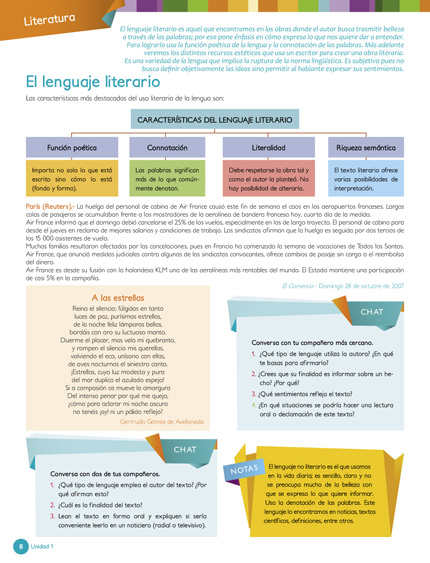 Literatura
El lenguaje literario es aquel que encontramos en las obras donde el autor busca trasmitir belleza
a través de las palabras; por eso pone énfasis en cómo expresa lo que nos quiere dar a entender.
Para lograrlo usa la función poética de la lengua y la connotación de las palabras. Más adelante
veremos los distintos recursos estéticos que usa un escritor para crear una obra literaria.
Es una variedad de la lengua que implica la ruptura de la norma lingüística. Es subjetivo pues no
busca definir objetivamente las ideas sino permitir al hablante expresar sus sentimientos.
El lenguaje literario
Las características más destacadas del uso literario de la lengua son:
CARACTERÍSTICAS DEL LENGUAJE LITERARIO
Función poética
Connotación
Literalidad
Riqueza semántica
Importa no solo lo que está
escrito sino cómo lo está
(fondo y forma).
Las palabras significan
más de lo que común-
mente denotan.
Debe respetarse la obra tal y
como el autor la planteó. No
hay posibilidad de alterarla.
El texto literario ofrece
varias posibilidades de
interpretación.
París (Reuters).- La huelga del personal de cabina de Air France causó este fin de semana el caos en los aeropuertos franceses. Largas
colas de pasajeros se acumulaban frente a los mostradores de la aerolínea de bandera francesa hoy, cuarto día de la medida.
Air France informó que el domingo debió cancelarse el 25% de los vuelos, especialmente en los de largo trayecto. El personal de cabina para
desde el jueves en reclamo de mejores salarios y condiciones de trabajo. Los sindicatos afirman que la huelga es seguida por dos tercios de
los 15 000 asistentes de vuelo.
Muchas familias resultaron afectadas por las cancelaciones, pues en Francia ha comenzado la semana de vacaciones de Todos los Santos.
Air France, que anunció medidas judiciales contra algunos de los sindicatos convocantes, ofrece cambios de pasaje sin cargo o el reembolso
del dinero.
Air France es desde su fusión con la holandesa KLM una de las aerolíneas más rentables del mundo. El Estado mantiene una participación
de casi 5% en la compañía.
El Comercio - Domingo 28 de octubre de 2007
A las estrellas
Reina el silencio: fúlgidas en tanto
luces de paz, purísimas estrellas,
de la noche feliz lámparas bellas,
bordáis con oro su luctuoso manto.
Duerme el placer, mas vela mi quebranto,
y rompen el silencio mis querellas,
volviendo el eco, unísono con ellas,
de aves nocturnas el siniestro canto.
¡Estrellas, cuya luz modesta y pura
del mar duplica el azulado espejo!
Si a compasión os mueve la amargura
Del intenso penar por qué me quejo,
¿cómo para aclarar mi noche oscura
no tenéis ¡ay! ni un pálido reflejo?
Gertrudis Gómez de Avellaneda
CHAT
Conversa con tu compañero más cercano.
1. ¿Qué tipo de lenguaje utiliza la autora? ¿En qué
te basas para afirmarlo?
2. ¿Crees que su finalidad es informar sobre un he-
cho? ¿Por qué?
3. ¿Qué sentimientos refleja el texto?
4. ¿En qué situaciones se podría hacer una lectura
oral o declamación de este texto?
CHAT
Conversa con dos de tus compañeros.
1. ¿Qué tipo de lenguaje emplea el autor del texto? ¿Por
qué afirman esto?
2. ¿Cuál es la finalidad del texto?
3. Lean el texto en forma oral y expliquen si sería
conveniente leerlo en un noticiero (radial o televisivo).
NOTAS
El lenguaje no literario es el que usamos
en la vida diaria; es sencillo, claro y no
se preocupa mucho de la belleza con
que se expresa lo que quiere informar.
Usa la denotación de las palabras. Este
lenguaje lo encontramos en noticias, textos
científicos, definiciones, entre otros.
8 Unidad 1